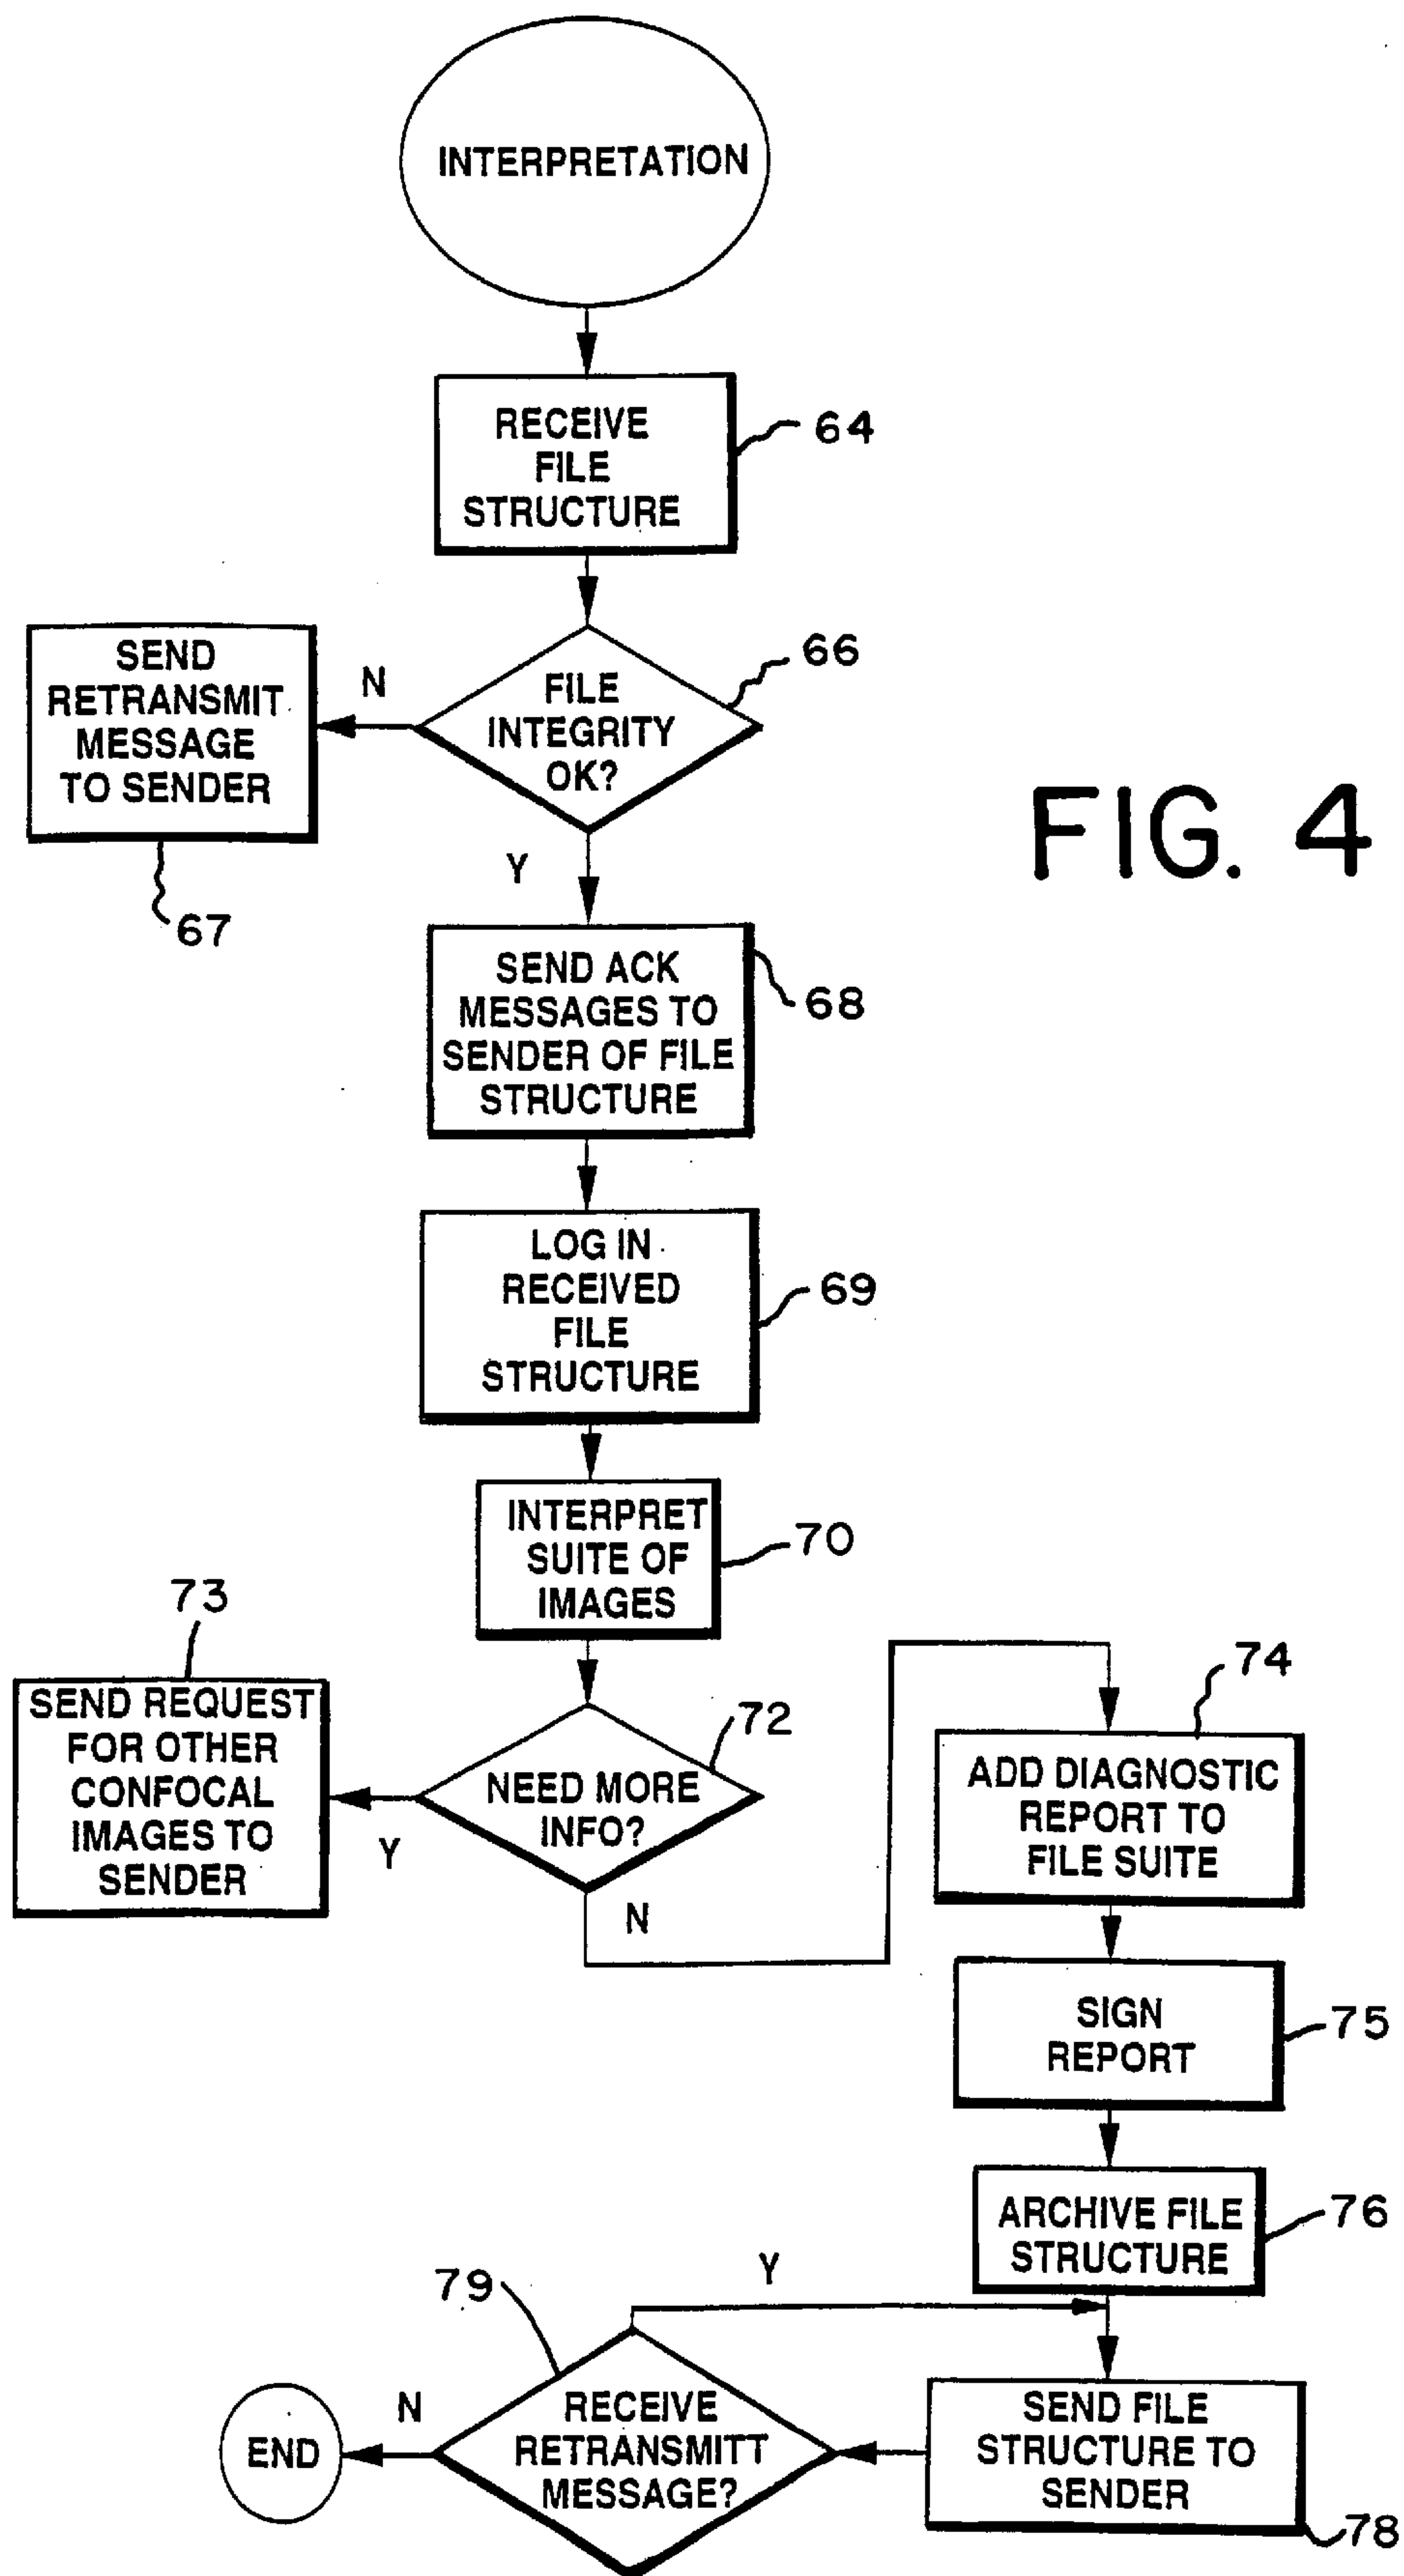 INTERPRETATION
RECEIVE
FILE
STRUCTURE
64
FILE
INTEGRITY
OK?
66
N
SEND
RETRANSMIT
MESSAGE
TO SENDER
67
Y
FIG. 4
SEND ACK
MESSAGES TO
SENDER OF FILE
STRUCTURE
68
LOG IN
RECEIVED
FILE
STRUCTURE
69
INTERPRET
SUITE OF
IMAGES
70
NEED MORE
INFO?
72
Y
73
SEND REQUEST
FOR OTHER
CONFOCAL
IMAGES TO
SENDER
N
74
ADD DIAGNOSTIC
REPORT TO
FILE SUITE
SIGN
REPORT
75
ARCHIVE FILE
STRUCTURE
76
SEND FILE
STRUCTURE TO
SENDER
78
79
Y
RECEIVE
RETRANSMITT
MESSAGE?
N
END